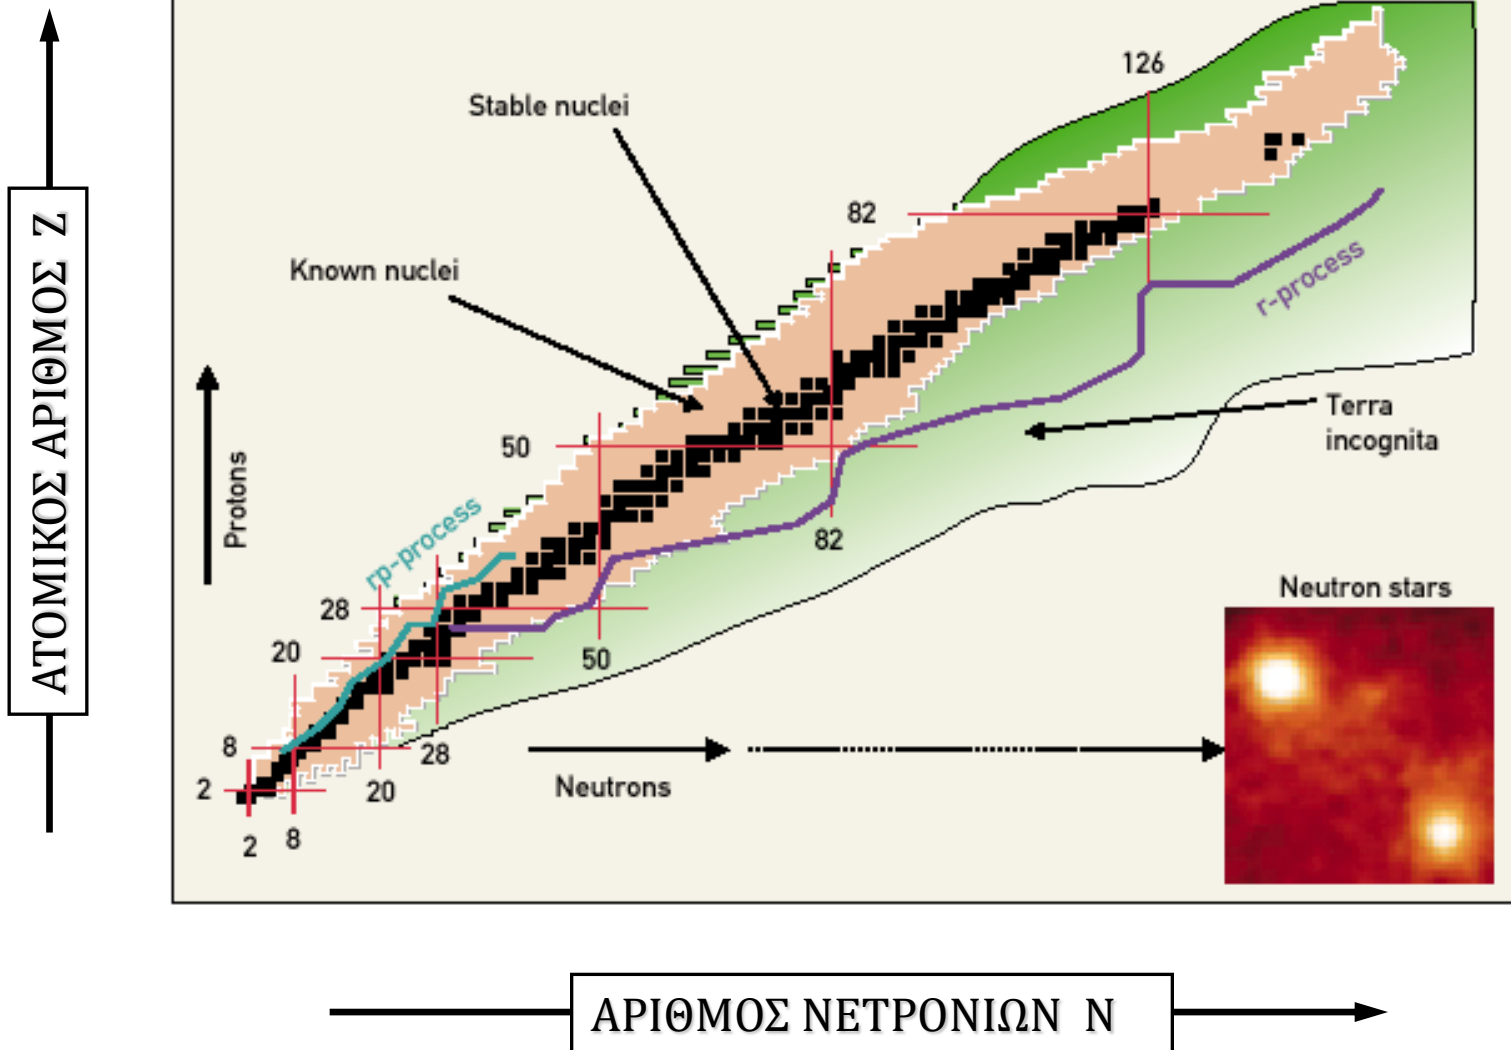 126
Stable nuclei
82
Known nuclei
r-process
Terra
incognita
50
Protons
rp-process
82
28
Neutron stars
20
50
8
28
2
20
Neutrons
2
8
ΑΤΟΜΙΚΟΣ ΑΡΙΘΜΟΣ Ζ
ΑΡΙΘΜΟΣ ΝΕΤΡΟΝΙΩΝ Ν